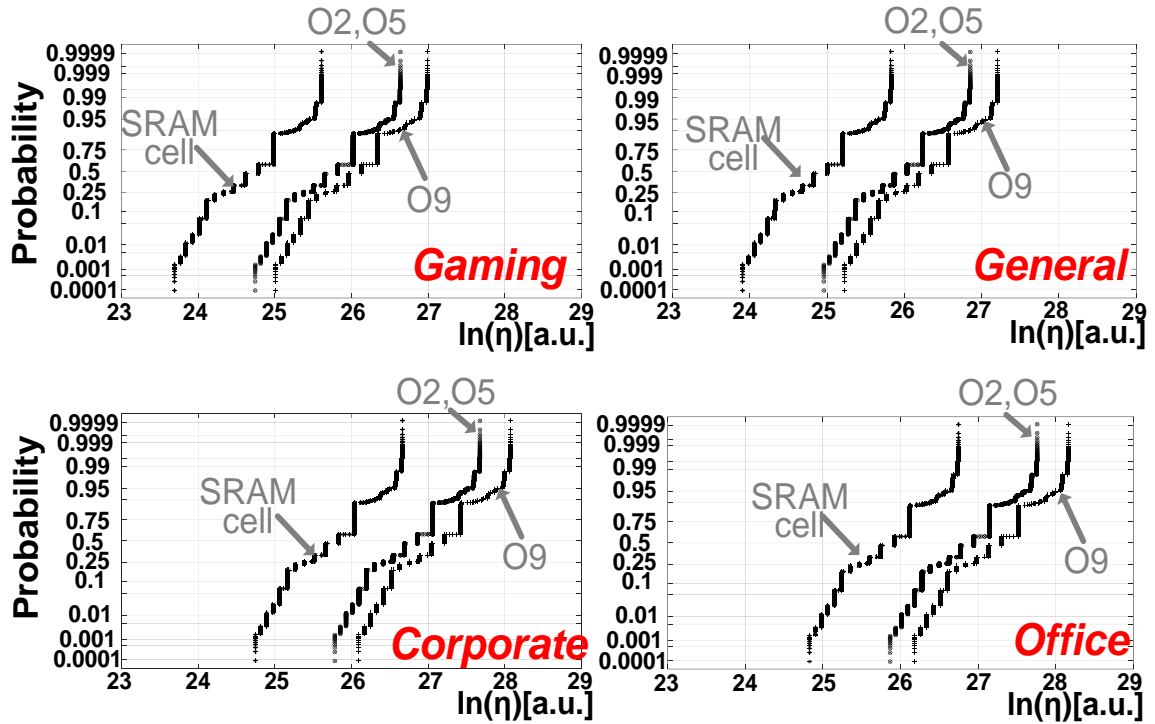 O2,O5
0.9999
0.999
0.99
0.95
0.75
0.5
0.25
0.1
0.01
0.001
0.0001
Probability
SRAM
cell
O9
Gaming
23 24 25 26 27 28 29
ln(η)[a.u.]
O2,O5
0.9999
0.999
0.99
0.95
0.75
0.5
0.25
0.1
0.01
0.001
0.0001
SRAM
cell
O9
General
23 24 25 26 27 28 29
ln(η)[a.u.]
O2,O5
0.9999
0.999
0.99
0.95
0.75
0.5
0.25
0.1
0.01
0.001
0.0001
Probability
SRAM
cell
O9
Corporate
23 24 25 26 27 28 29
ln(η)[a.u.]
O2,O5
0.9999
0.999
0.99
0.95
0.75
0.5
0.25
0.1
0.01
0.001
0.0001
SRAM
cell
O9
Office
23 24 25 26 27 28 29
ln(η)[a.u.]